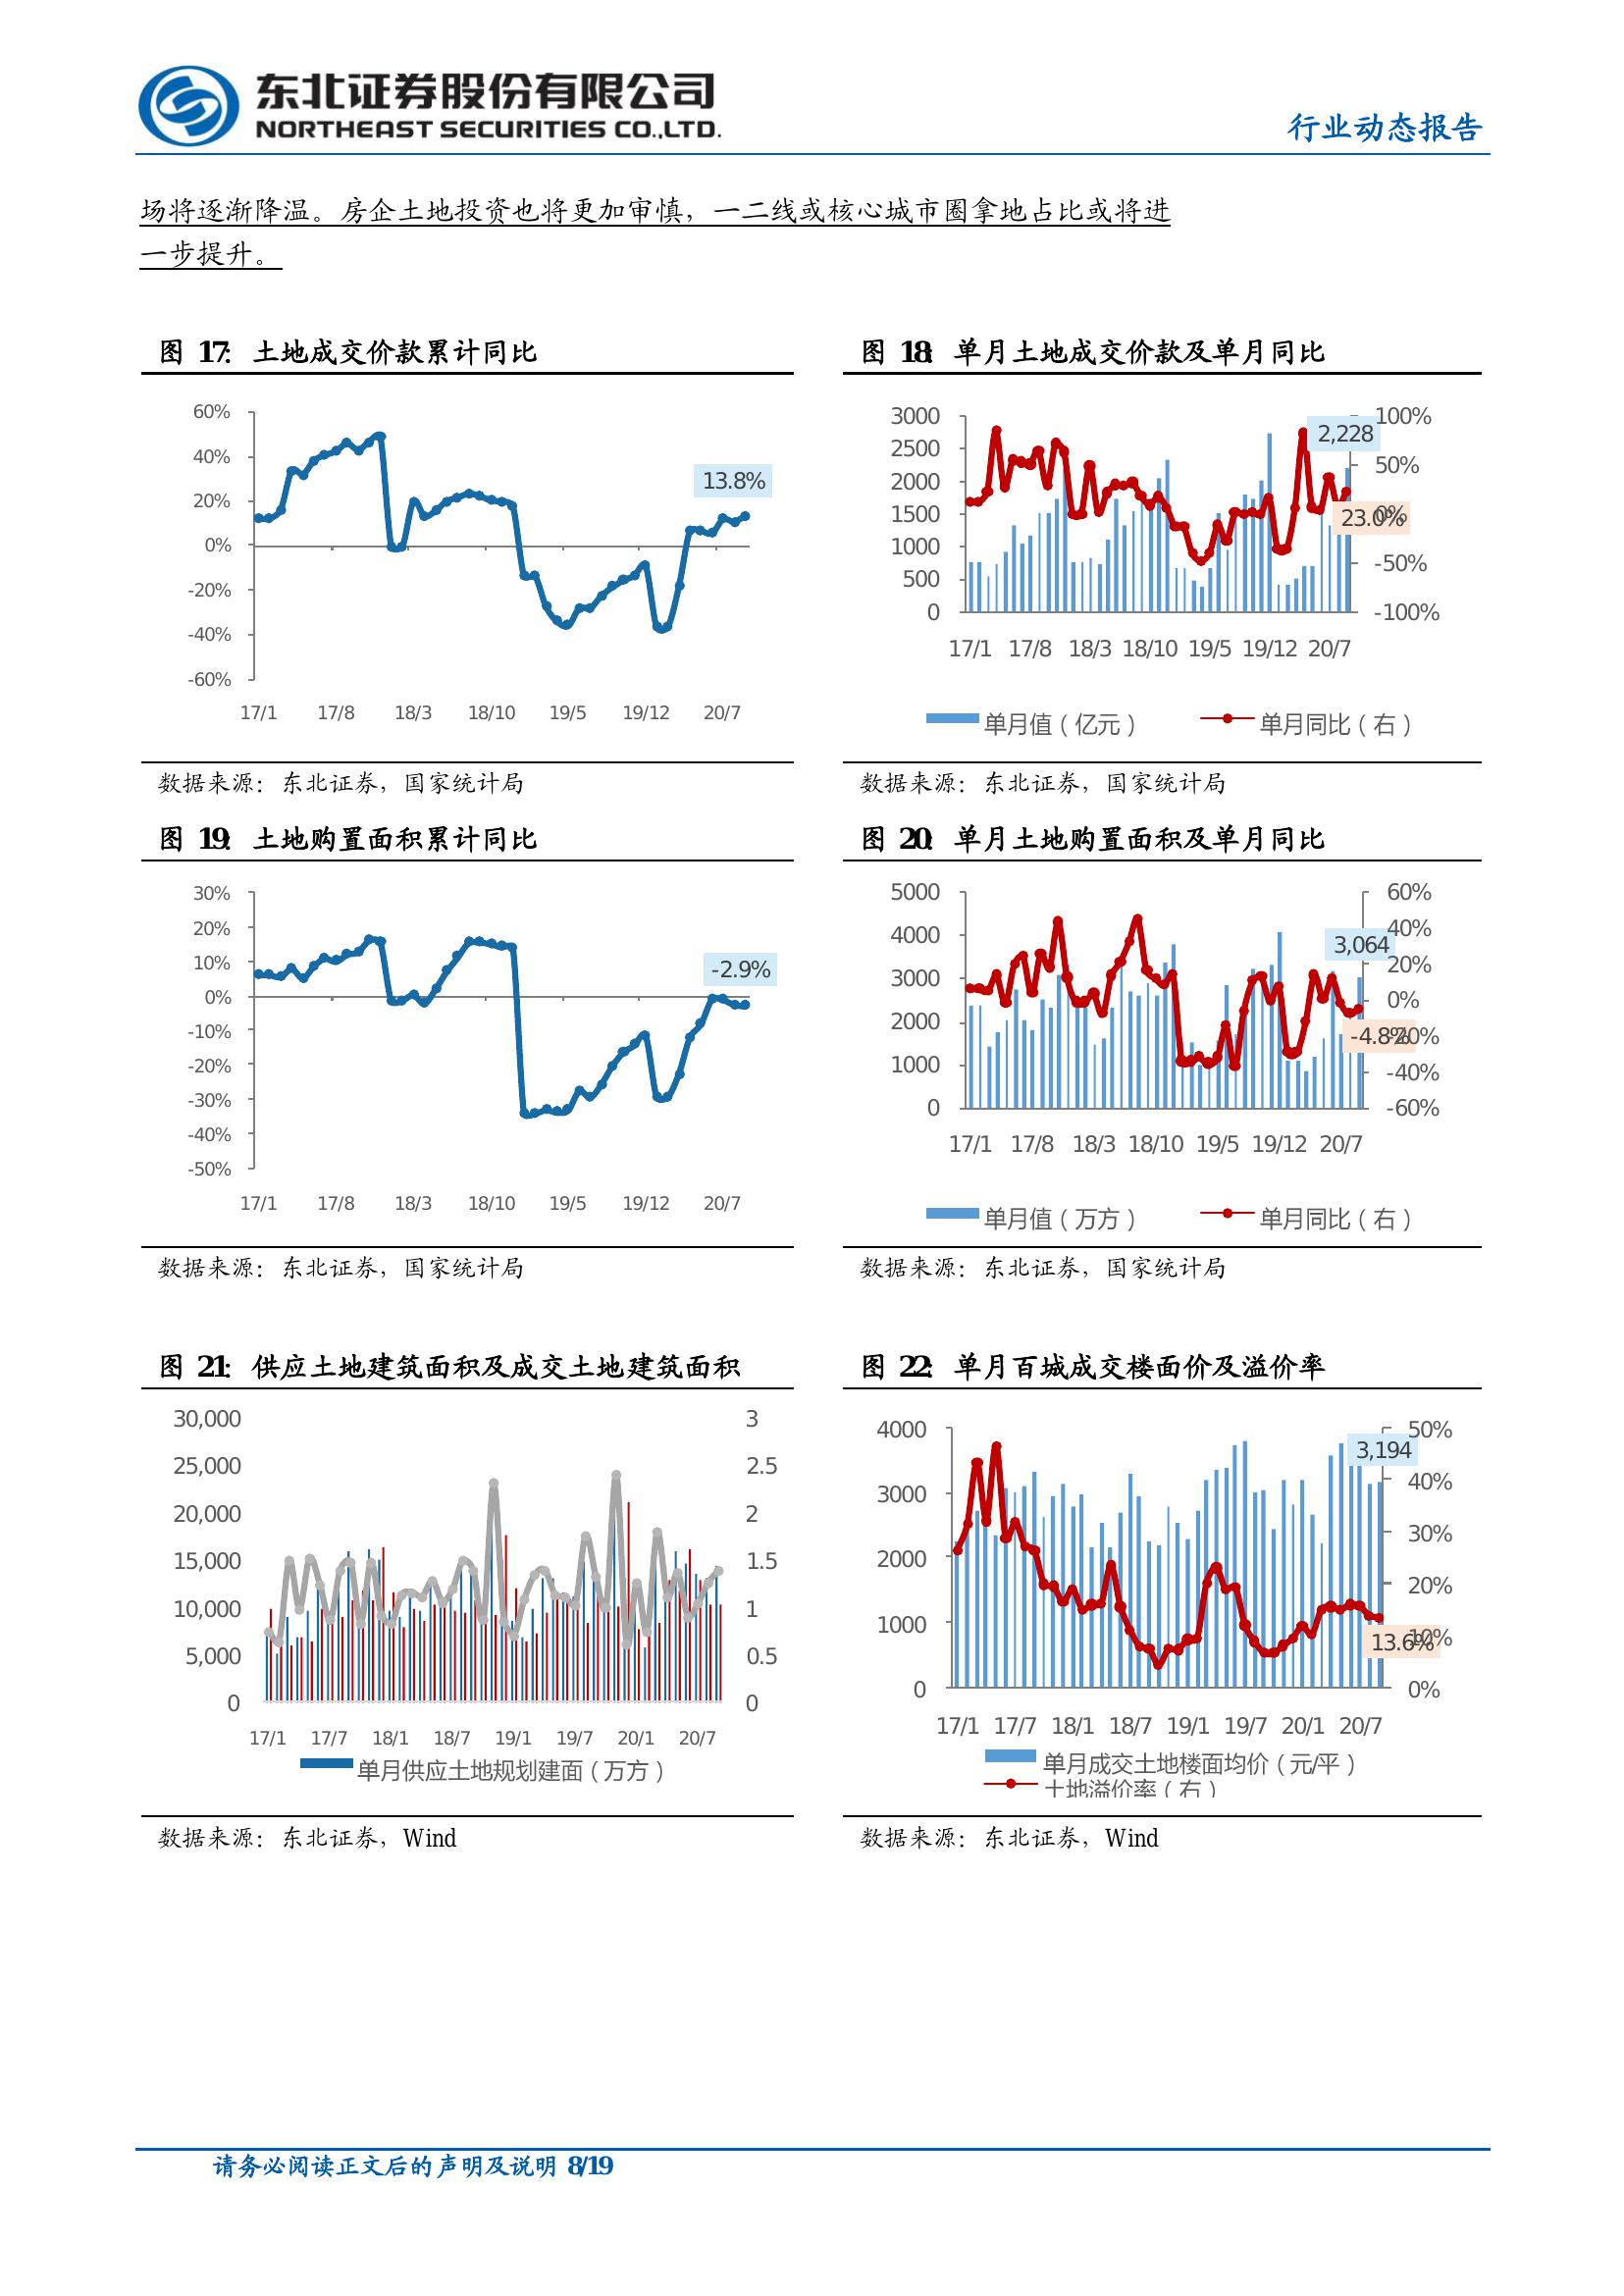 东北证券股份有限公司
NORTHEAST SECURITIES CO.,LTD.
行业动态报告
场将逐渐降温。房企土地投资也将更加审慎，一二线或核心城市圈拿地占比或将进
一步提升。
图 17: 土地成交价款累计同比
60%
40%
20%
0%
-20%
-40%
-60%
13.8%
17/1 17/8 18/3 18/10 19/5 19/12 20/7
数据来源：东北证券，国家统计局
图 18: 单月土地成交价款及单月同比
3000
2500
2000
1500
1000
500
0
100%
50%
0%
-50%
-100%
2,228
23.0%
17/1 17/8 18/3 18/10 19/5 19/12 20/7
单月值（亿元） 单月同比（右）
数据来源：东北证券，国家统计局
图 19: 土地购置面积累计同比
30%
20%
10%
0%
-10%
-20%
-30%
-40%
-50%
-2.9%
17/1 17/8 18/3 18/10 19/5 19/12 20/7
数据来源：东北证券，国家统计局
图 20: 单月土地购置面积及单月同比
5000
4000
3000
2000
1000
0
60%
40%
20%
0%
-20%
-40%
-60%
3,064
-4.8%
17/1 17/8 18/3 18/10 19/5 19/12 20/7
单月值（万方） 单月同比（右）
数据来源：东北证券，国家统计局
图 21: 供应土地建筑面积及成交土地建筑面积
30,000
25,000
20,000
15,000
10,000
5,000
0
3
2.5
2
1.5
1
0.5
0
17/1 17/7 18/1 18/7 19/1 19/7 20/1 20/7
单月供应土地规划建面（万方）
数据来源：东北证券，Wind
图 22: 单月百城成交楼面价及溢价率
4000
3000
2000
1000
0
50%
40%
30%
20%
10%
0%
3,194
13.6%
17/1 17/7 18/1 18/7 19/1 19/7 20/1 20/7
单月成交土地楼面均价（元/平）
土地溢价率（右）
数据来源：东北证券，Wind
请务必阅读正文后的声明及说明 8/19